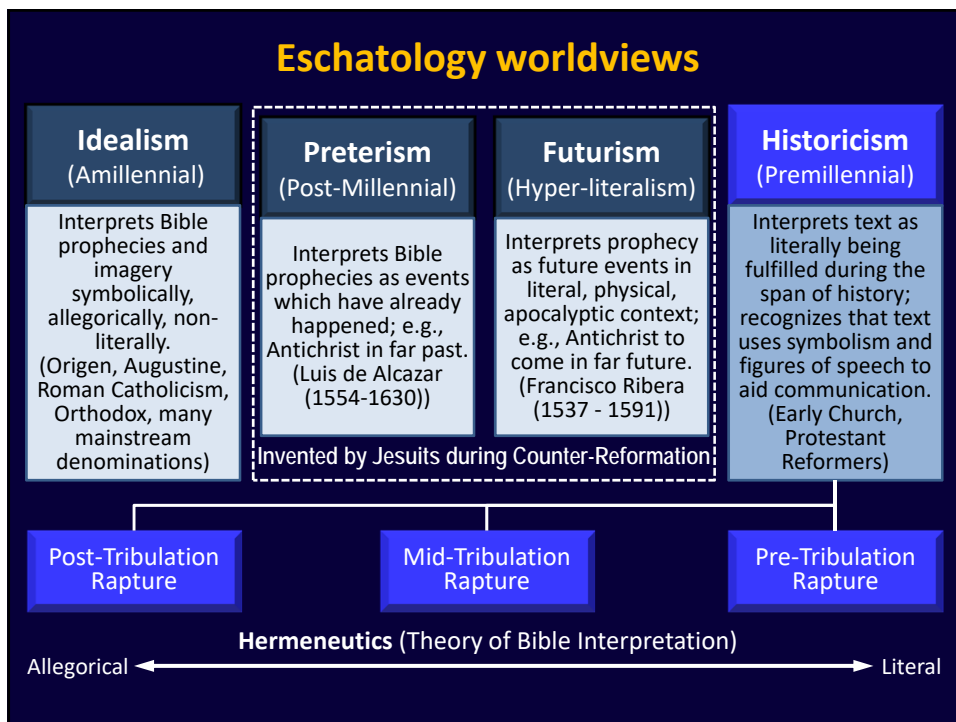 Eschatology worldviews
Idealism
(Amillennial)
Interprets Bible
prophecies and
imagery
symbolically,
allegorically, non-
literally.
(Origen, Augustine,
Roman Catholicism,
Orthodox, many
mainstream
denominations)
Preterism
(Post-Millennial)
Interprets Bible
prophecies as events
which have already
happened; e.g.,
Antichrist in far past.
(Luis de Alcazar
(1554-1630))
Futurism
(Hyper-literalism)
Interprets prophecy
as future events in
literal, physical,
apocalyptic context;
e.g., Antichrist to
come in far future.
(Francisco Ribera
(1537 - 1591))
Invented by Jesuits during Counter-Reformation
Historicism
(Premillennial)
Interprets text as
literally being
fulfilled during the
span of history;
recognizes that text
uses symbolism and
figures of speech to
aid communication.
(Early Church,
Protestant
Reformers)
Post-Tribulation
Rapture
Mid-Tribulation
Rapture
Pre-Tribulation
Rapture
Hermeneutics (Theory of Bible Interpretation)
Allegorical
Literal